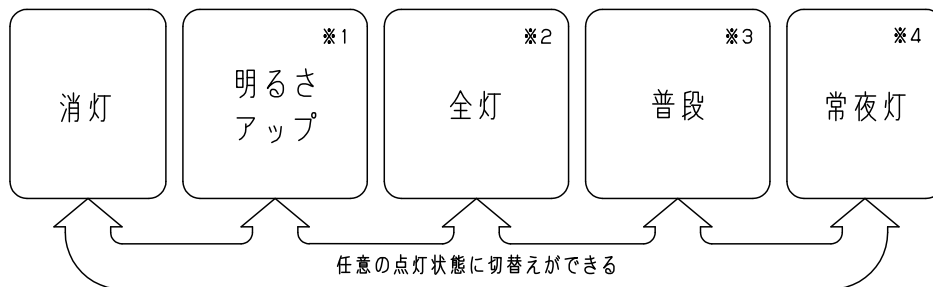 消灯
※1
明るさ
アップ
※2
全灯
※3
普段
※4
常夜灯
任意の点灯状態に切替えができる